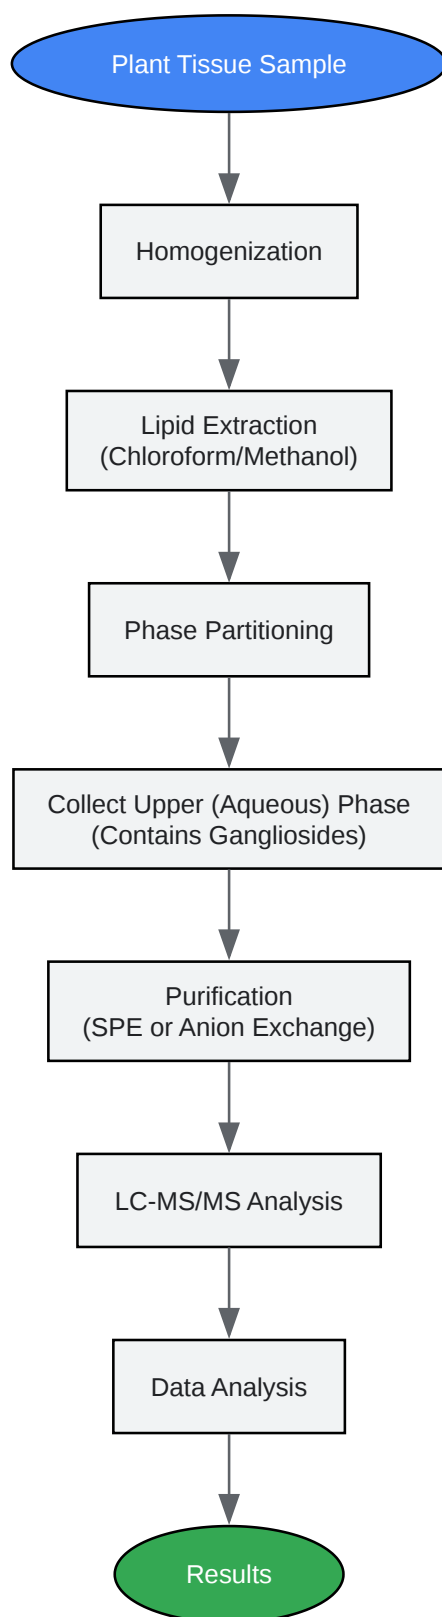 Plant Tissue Sample
Homogenization
Lipid Extraction
(Chloroform/Methanol)
Phase Partitioning
Collect Upper (Aqueous) Phase
(Contains Gangliosides)
Purification
(SPE or Anion Exchange)
LC-MS/MS Analysis
Data Analysis
Results